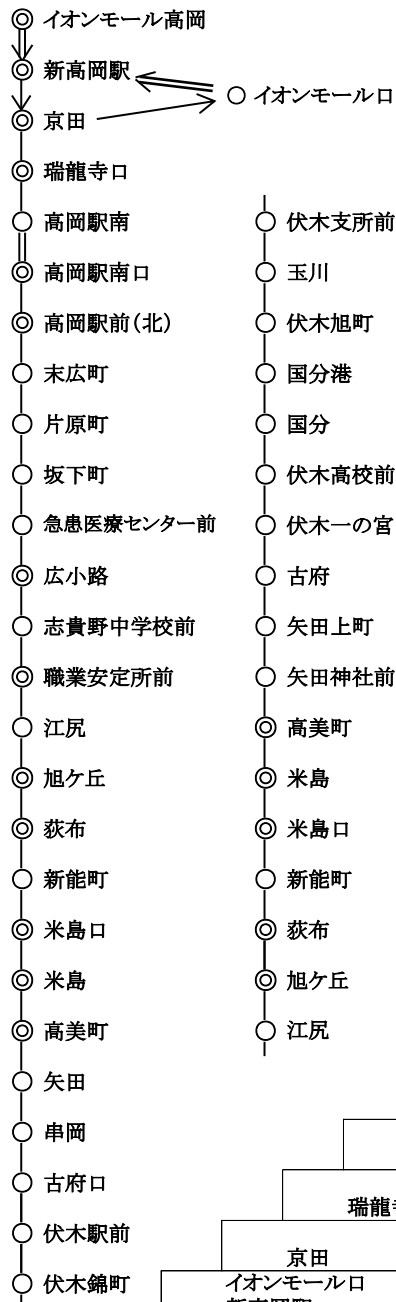 イオンモール高岡
新高岡駅
イオンモール口
京田
瑞龍寺口
高岡駅南
高岡駅南口
高岡駅前(北)
末広町
片原町
坂下町
急患医療センター前
広小路
志貴野中学校前
職業安定所前
江尻
旭ケ丘
荻布
新能町
米島口
米島
高美町
矢田
串岡
古府口
伏木駅前
伏木錦町
伏木支所前
玉川
伏木旭町
国分港
国分
伏木高校前
伏木一の宮
古府
矢田上町
矢田神社前
高美町
米島
米島口
新能町
荻布
旭ケ丘
江尻
瑞龍寺
京田
イオンモール口
新高岡駅